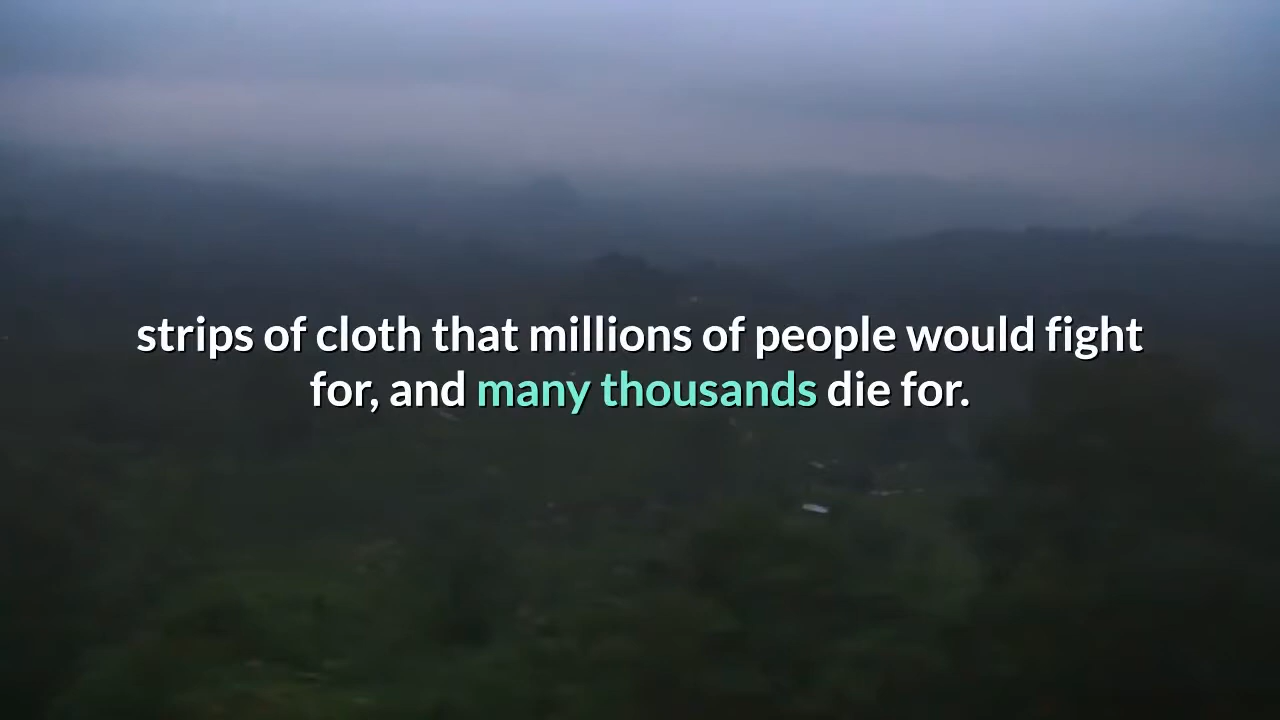 strips of cloth that millions of people would fight
for, and many thousands die for.